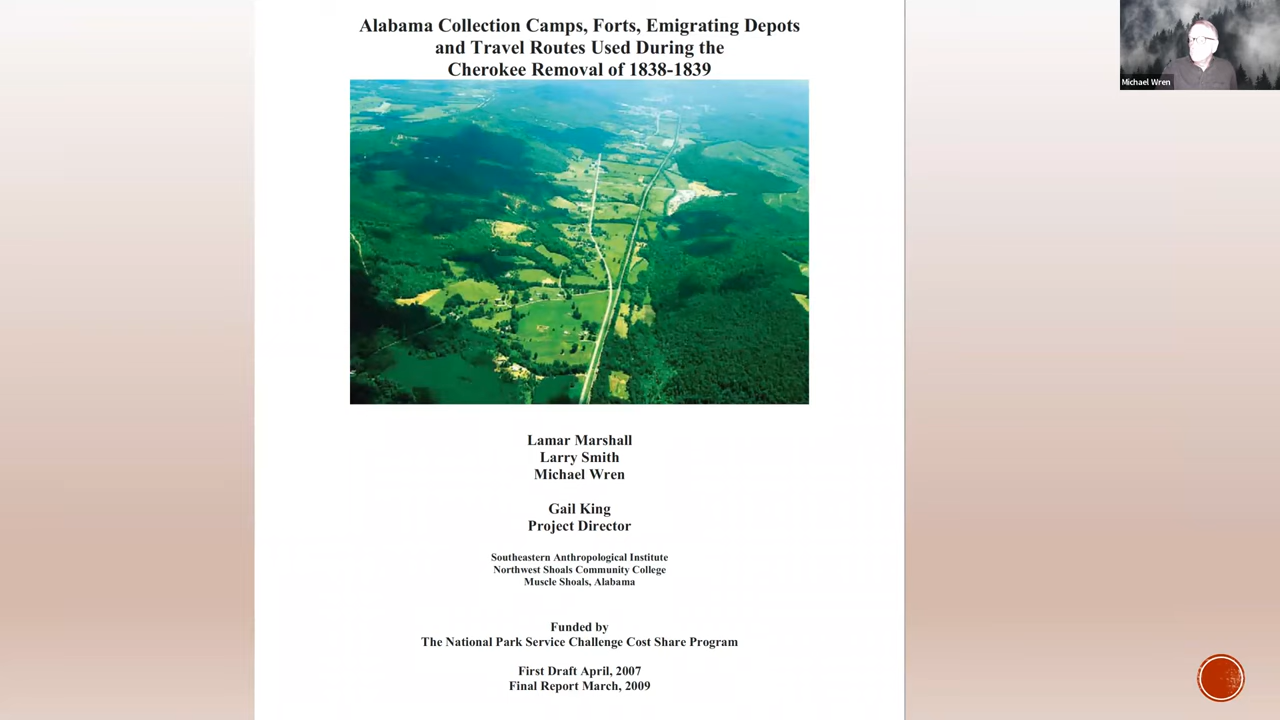 Alabama Collection Camps, Forts, Emigrating Depots
and Travel Routes Used During the
Cherokee Removal of 1838-1839
Michael Wren
Lamar Marshall
Larry Smith
Michael Wren
Gail King
Project Director
Southeastern Anthropological Institute
Northwest Shoals Community College
Muscle Shoals, Alabama
Funded by
The National Park Service Challenge Cost Share Program
First Draft April, 2007
Final Report March, 2009